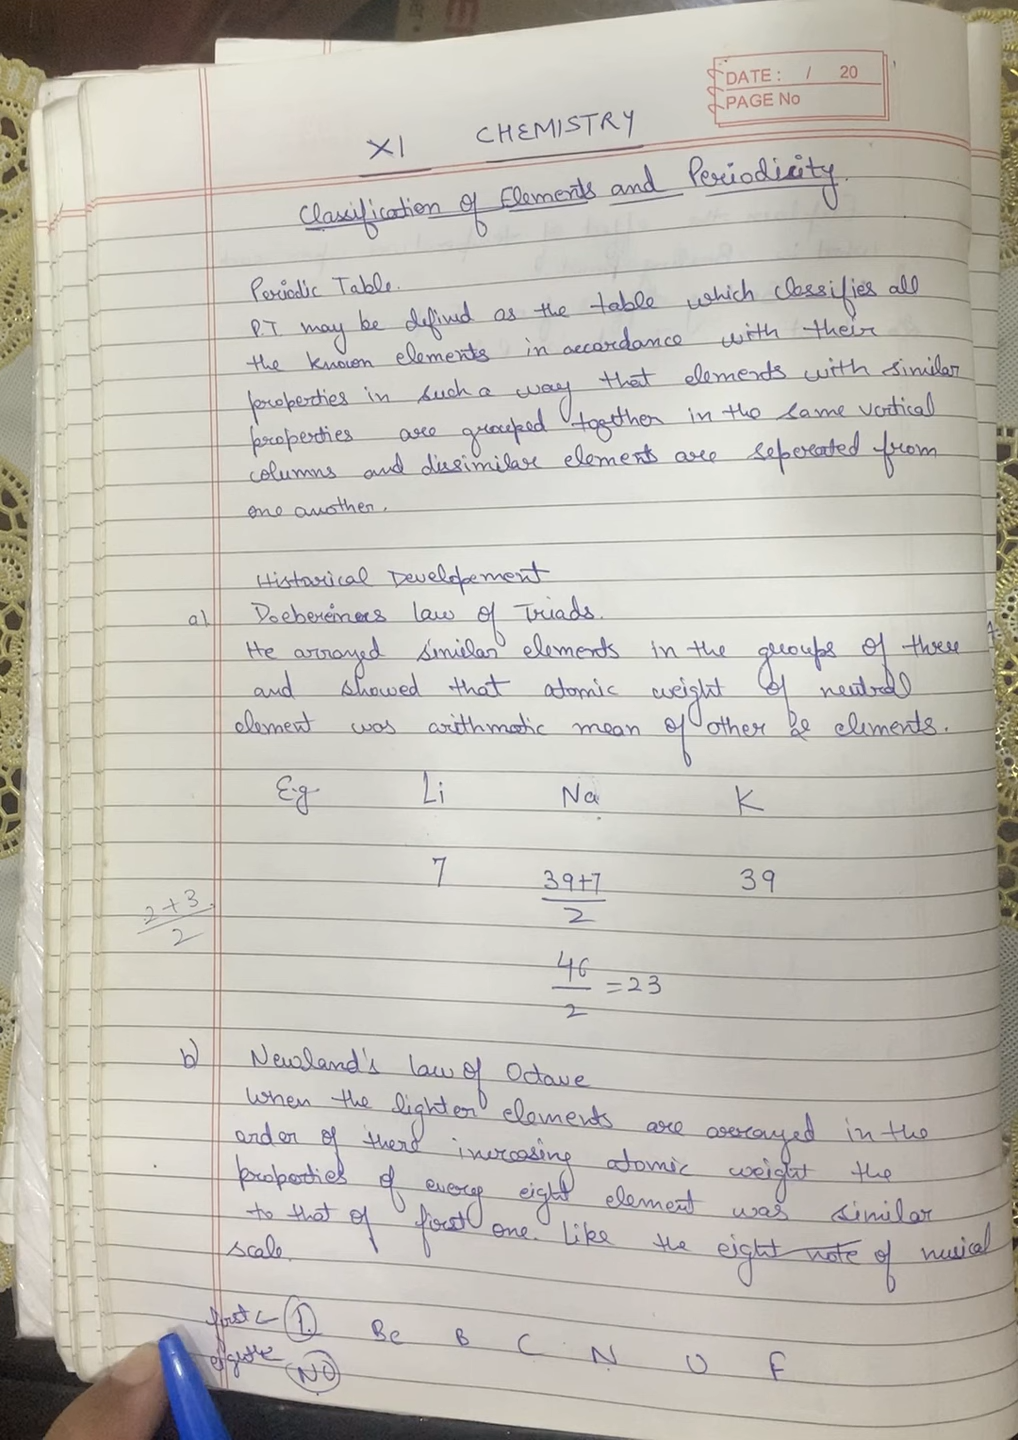 DATE: / 20
PAGE No
XI CHEMISTRY
Classification of Elements and Periodicity.
Periodic Table.
P.T. may be defined as the table which classifies all
the known elements in accordance with their
properties in such a way that elements with similar
properties are grouped together in the same vertical
columns and dissimilar elements are seperated from
one another.
Historical Developement
a) Doebereiners law of Triads.
He arrayed similar elements in the groups of three
and showed that atomic weight of neutral
element was arithmatic mean of other elements.
E.g Li Na K
7 39+7 39
2
2+3
2
46 = 23
2
b) Newland's law of Octave
When the lighter elements are arrayed in the
order of increasing atomic weight the
properties of every eight element was similar
to that of first one. Like the eight note of musical
scale.
first Be B C N O F